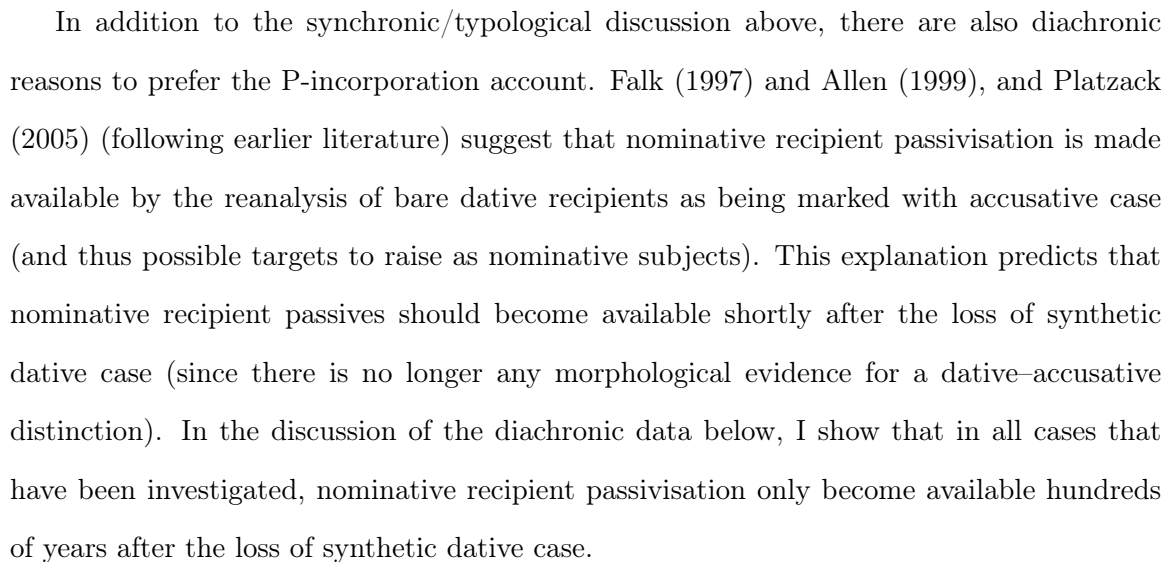 In addition to the synchronic/typological discussion above, there are also diachronic
reasons to prefer the P-incorporation account. Falk (1997) and Allen (1999), and Platzack
(2005) (following earlier literature) suggest that nominative recipient passivisation is made
available by the reanalysis of bare dative recipients as being marked with accusative case
(and thus possible targets to raise as nominative subjects). This explanation predicts that
nominative recipient passives should become available shortly after the loss of synthetic
dative case (since there is no longer any morphological evidence for a dative–accusative
distinction). In the discussion of the diachronic data below, I show that in all cases that
have been investigated, nominative recipient passivisation only become available hundreds
of years after the loss of synthetic dative case.